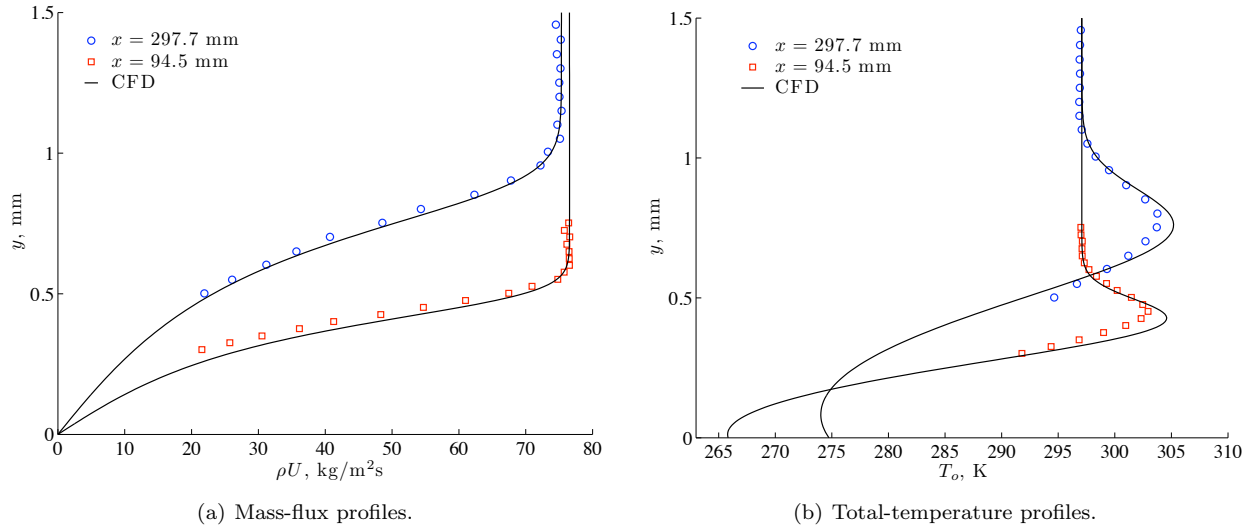 1.5
1
0.5
0
y, mm
x = 297.7 mm
x = 94.5 mm
CFD
0 10 20 30 40 50 60 70 80
ρU, kg/m²s
(a) Mass-flux profiles.
1.5
1
0.5
0
y, mm
x = 297.7 mm
x = 94.5 mm
CFD
265 270 275 280 285 290 295 300 305 310
Tₒ, K
(b) Total-temperature profiles.